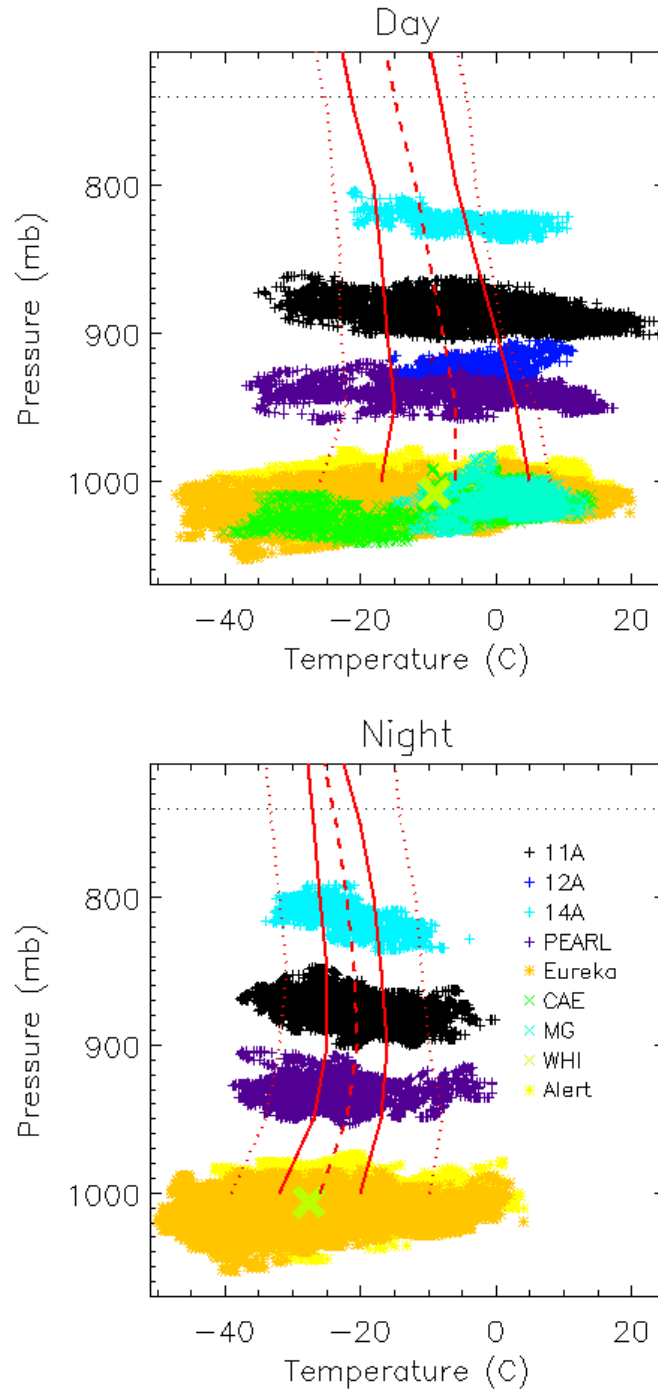 Day
800
900
1000
Pressure (mb)
−40 −20 0 20
Temperature (C)
Night
800
900
1000
Pressure (mb)
+ 11A
+ 12A
+ 14A
+ PEARL
✳ Eureka
× CAE
× MG
× WHI
✳ Alert
−40 −20 0 20
Temperature (C)